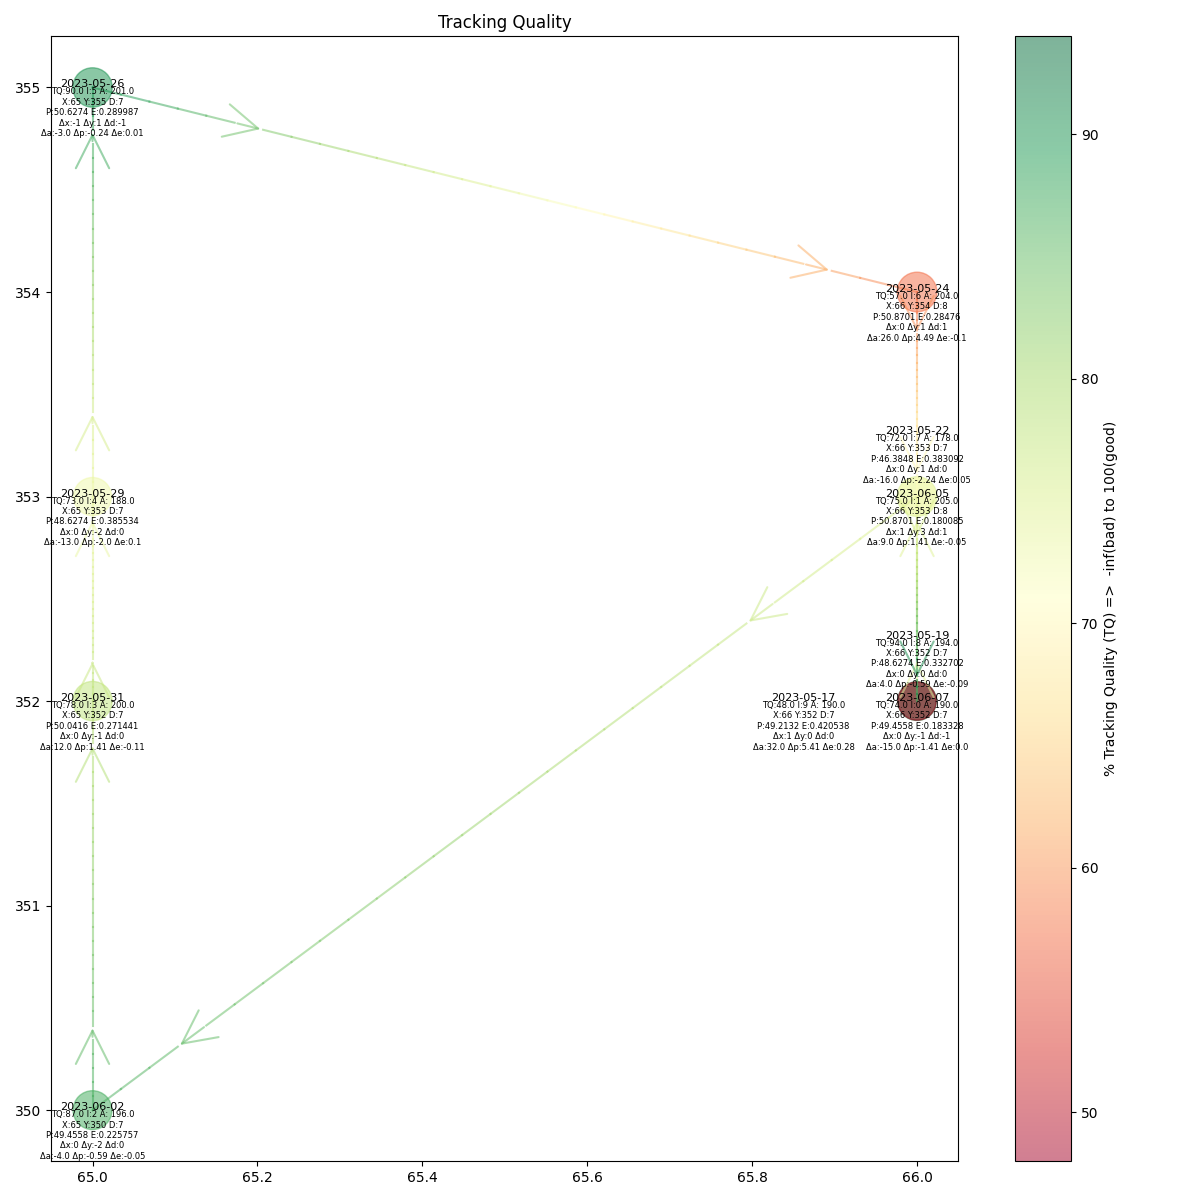 Tracking Quality
355
354
353
352
351
350
65.0
65.2
65.4
65.6
65.8
66.0
2023-05-26
TQ:90.0 I:5 A: 201.0
X:65 Y:355 D:7
P:50.6274 E:0.289987
Δx:-1 Δy:1 Δd:-1
Δa:-3.0 Δp:-0.24 Δe:0.01
2023-05-24
TQ:57.0 I:6 A: 204.0
X:66 Y:354 D:8
P:50.8701 E:0.28476
Δx:0 Δy:1 Δd:1
Δa:26.0 Δp:4.49 Δe:-0.1
2023-05-22
TQ:72.0 I:7 A: 178.0
X:66 Y:353 D:7
P:46.3848 E:0.383092
Δx:0 Δy:1 Δd:0
Δa:-16.0 Δp:-2.24 Δe:0.05
2023-05-29
TQ:73.0 I:4 A: 188.0
X:65 Y:353 D:7
P:48.6274 E:0.385534
Δx:0 Δy:-2 Δd:0
Δa:-13.0 Δp:-2.0 Δe:0.1
2023-06-05
TQ:75.0 I:1 A: 205.0
X:66 Y:353 D:8
P:50.8701 E:0.180085
Δx:1 Δy:3 Δd:1
Δa:9.0 Δp:1.41 Δe:-0.05
2023-05-19
TQ:94.0 I:8 A: 194.0
X:66 Y:352 D:7
P:48.6274 E:0.332702
Δx:0 Δy:0 Δd:0
Δa:4.0 Δp:-0.59 Δe:-0.09
2023-05-31
TQ:78.0 I:3 A: 200.0
X:65 Y:352 D:7
P:50.0416 E:0.271441
Δx:0 Δy:-1 Δd:0
Δa:12.0 Δp:1.41 Δe:-0.11
2023-05-17
TQ:48.0 I:9 A: 190.0
X:66 Y:352 D:7
P:49.2132 E:0.420538
Δx:1 Δy:0 Δd:0
Δa:32.0 Δp:5.41 Δe:0.28
2023-06-07
TQ:74.0 I:0 A: 190.0
X:66 Y:352 D:7
P:49.4558 E:0.183328
Δx:0 Δy:-1 Δd:-1
Δa:-15.0 Δp:-1.41 Δe:0.0
2023-06-02
TQ:87.0 I:2 A: 196.0
X:65 Y:350 D:7
P:49.4558 E:0.225757
Δx:0 Δy:-2 Δd:0
Δa:-4.0 Δp:-0.59 Δe:-0.05
90
80
70
60
50
% Tracking Quality (TQ) => -inf(bad) to 100(good)